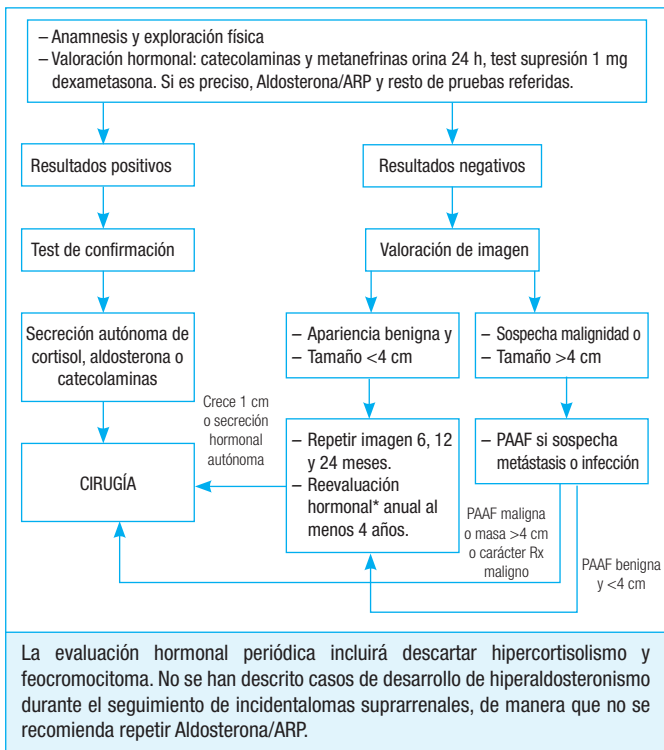 – Anamnesis y exploración física
– Valoración hormonal: catecolaminas y metanefrinas orina 24 h, test supresión 1 mg
dexametasona. Si es preciso, Aldosterona/ARP y resto de pruebas referidas.
Resultados positivos
Resultados negativos
Test de confirmación
Valoración de imagen
Secreción autónoma de
cortisol, aldosterona o
catecolaminas
– Apariencia benigna y
– Tamaño <4 cm
– Sospecha malignidad o
– Tamaño >4 cm
Crece 1 cm
o secreción
hormonal
autónoma
CIRUGÍA
– Repetir imagen 6, 12
y 24 meses.
– Reevaluación
hormonal* anual al
menos 4 años.
– PAAF si sospecha
metástasis o infección
PAAF maligna
o masa >4 cm
o carácter Rx
maligno
PAAF benigna
y <4 cm
La evaluación hormonal periódica incluirá descartar hipercortisolismo y
feocromocitoma. No se han descrito casos de desarrollo de hiperaldosteronismo
durante el seguimiento de incidentalomas suprarrenales, de manera que no se
recomienda repetir Aldosterona/ARP.